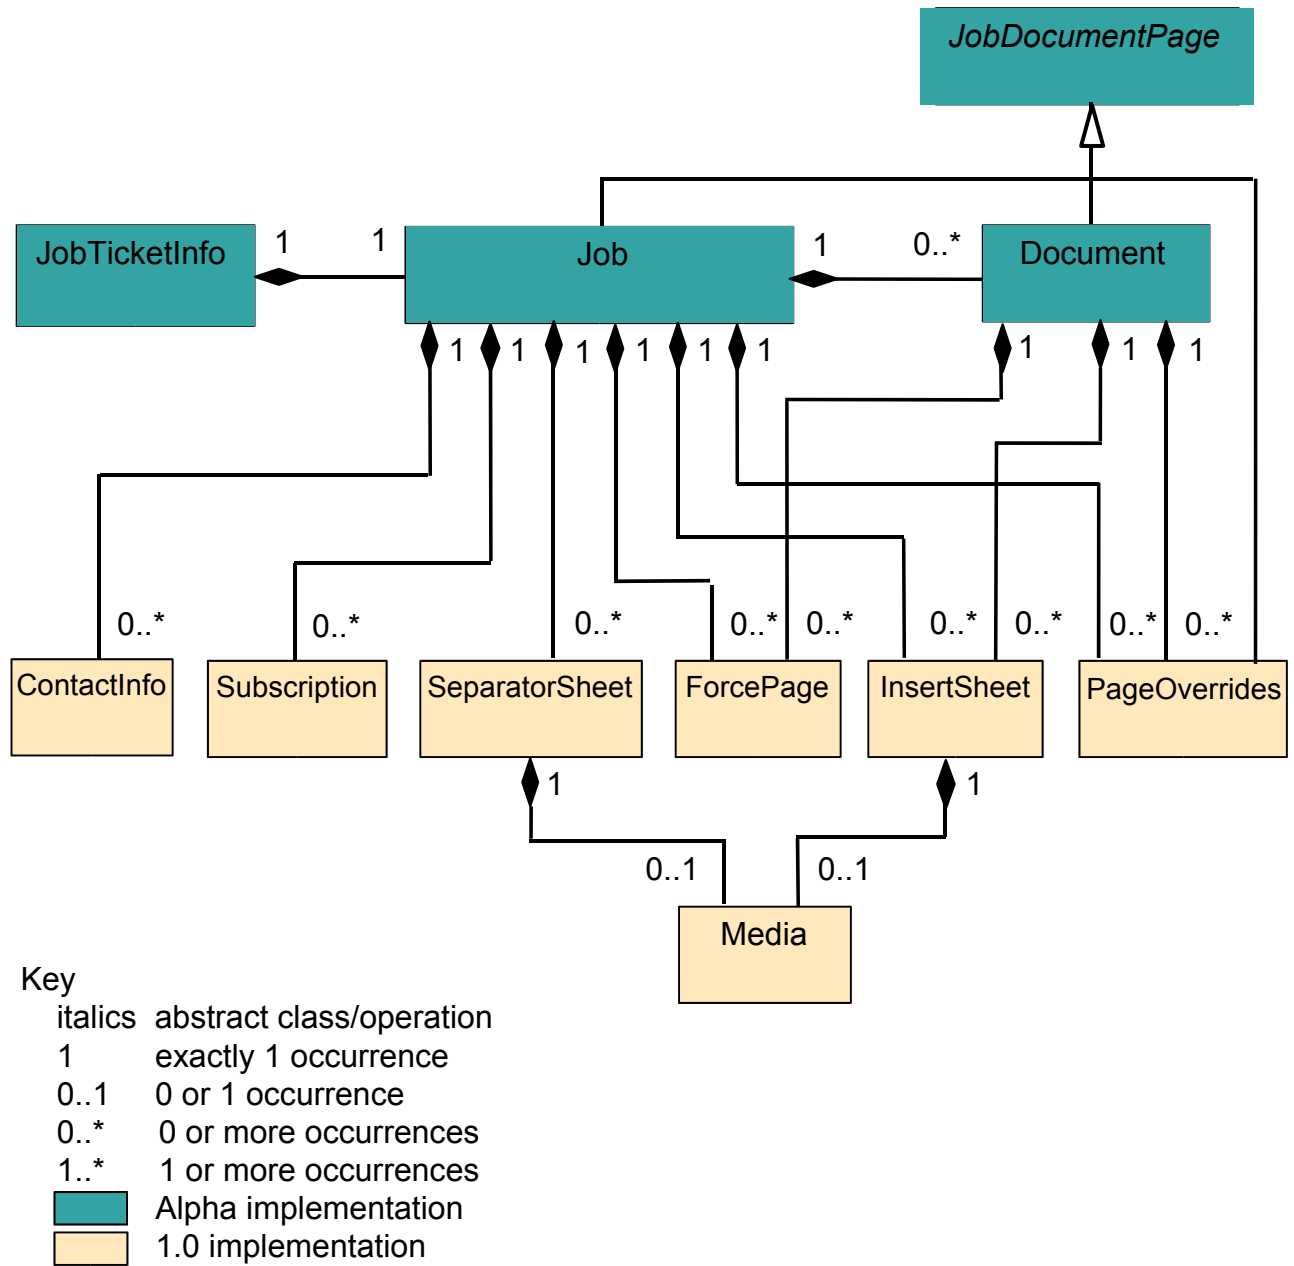 JobDocumentPage
JobTicketInfo
1
1
Job
1
0..*
Document
1
1
1
1
1
1
1
1
1
0..*
0..*
0..*
0..*
0..*
0..*
0..*
0..*
0..*
ContactInfo
Subscription
SeparatorSheet
ForcePage
InsertSheet
PageOverrides
1
1
0..1
0..1
Media
Key
italics abstract class/operation
1 exactly 1 occurrence
0..1 0 or 1 occurrence
0..* 0 or more occurrences
1..* 1 or more occurrences
Alpha implementation
1.0 implementation